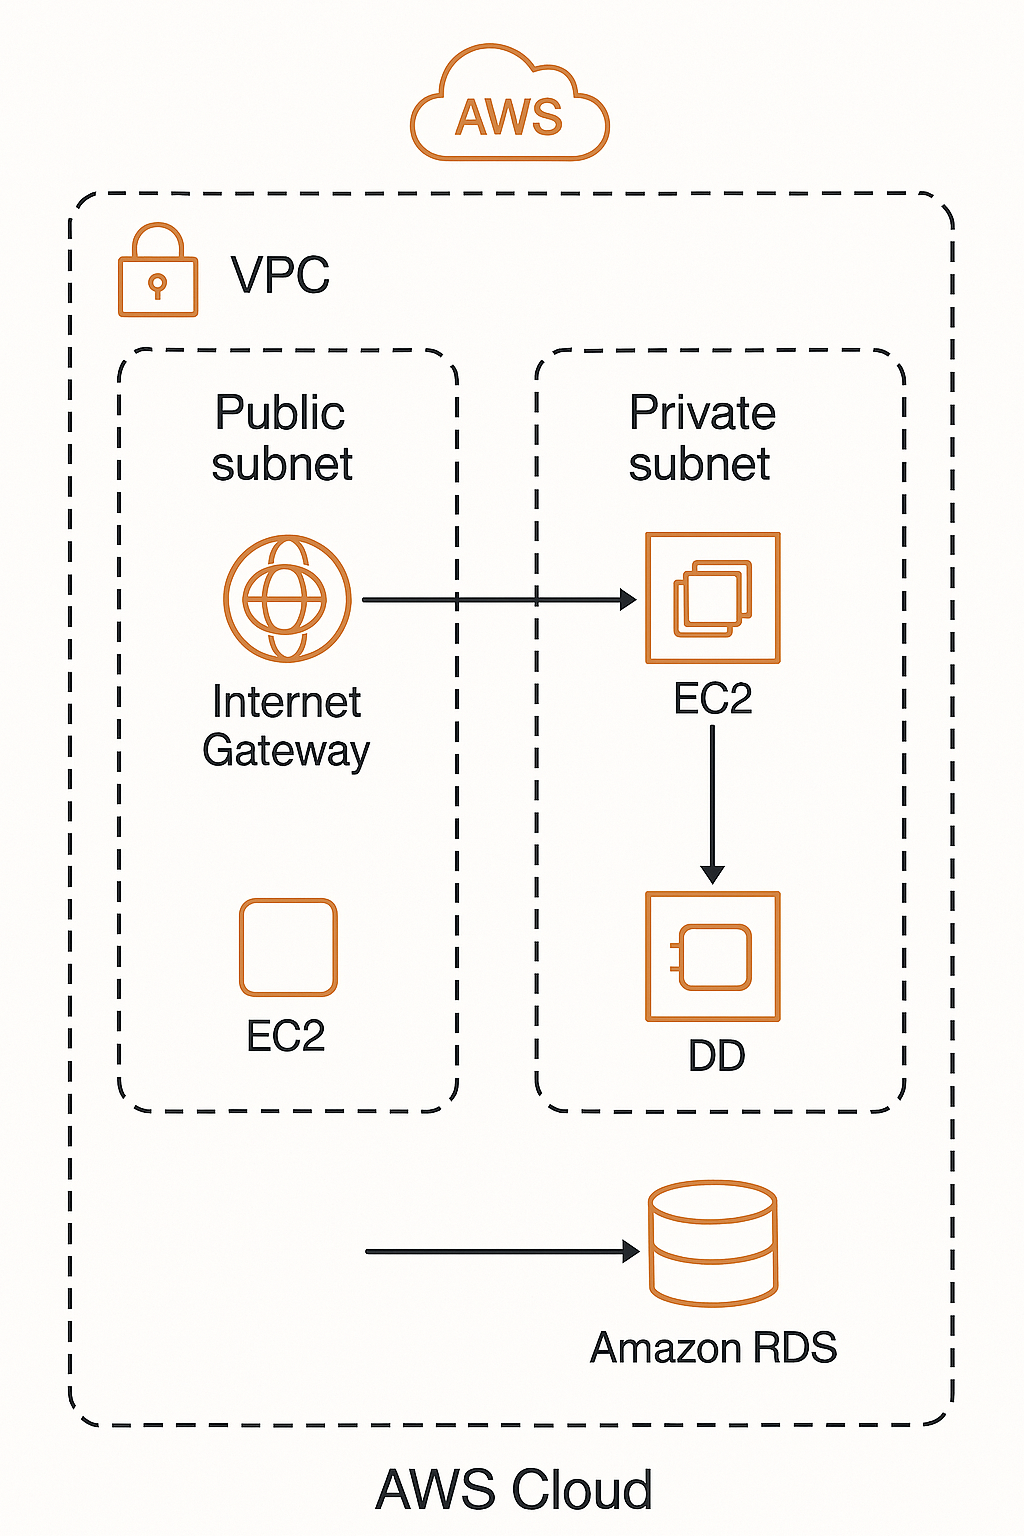 AWS
VPC
Public
subnet
Internet
Gateway
EC2
Private
subnet
EC2
DD
Amazon RDS
AWS Cloud